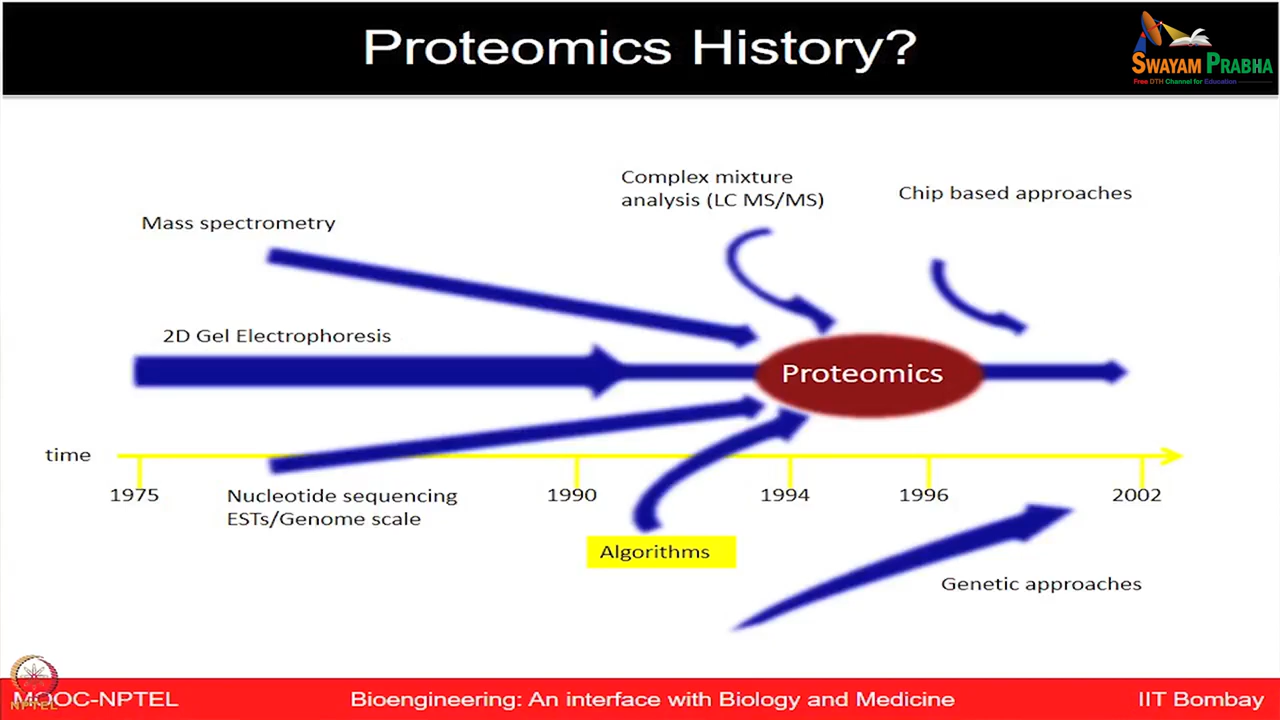 Proteomics History?
SWAYAM PRABHA
Free DTH Channel for Education
Complex mixture
analysis (LC MS/MS)
Chip based approaches
Mass spectrometry
2D Gel Electrophoresis
Proteomics
time
1975
1990
1994
1996
2002
Nucleotide sequencing
ESTs/Genome scale
Algorithms
Genetic approaches
MOOC-NPTEL
NPTEL
Bioengineering: An interface with Biology and Medicine
IIT Bombay